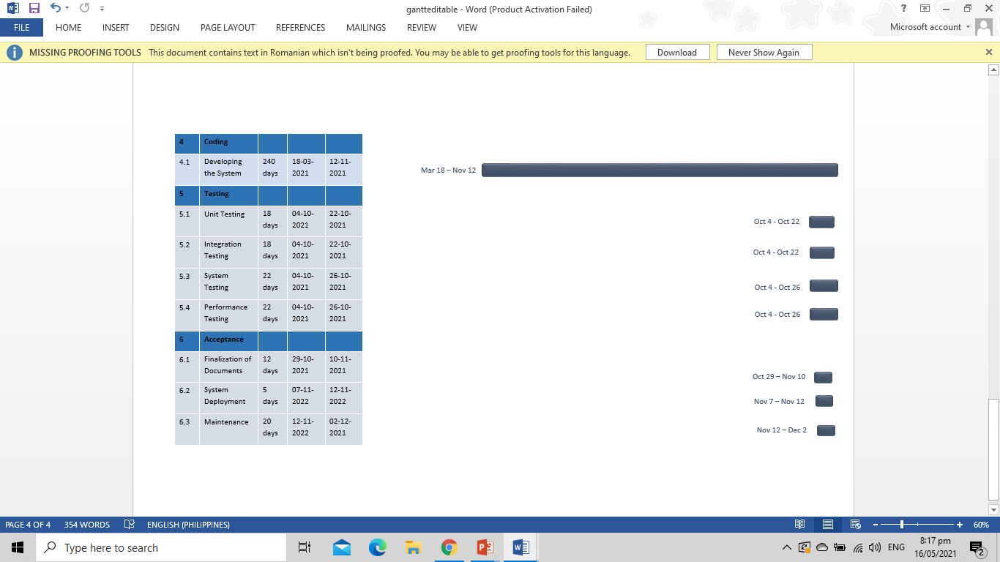 gantteditable - Word (Product Activation Failed)
FILE HOME INSERT DESIGN PAGE LAYOUT REFERENCES MAILINGS REVIEW VIEW Microsoft account
MISSING PROOFING TOOLS This document contains text in Romanian which isn't being proofed. You may be able to get proofing tools for this language. Download Never Show Again
4 Coding
4.1 Developing 240 18-03- 12-11-
the System days 2021 2021
Mar 18 – Nov 12
5 Testing
5.1 Unit Testing 18 04-10- 22-10-
days 2021 2021
Oct 4 - Oct 22
5.2 Integration 18 04-10- 22-10-
Testing days 2021 2021
Oct 4 - Oct 22
5.3 System 22 04-10- 26-10-
Testing days 2021 2021
Oct 4 - Oct 26
5.4 Performance 22 04-10- 26-10-
Testing days 2021 2021
Oct 4 - Oct 26
6 Acceptance
6.1 Finalization of 12 29-10- 10-11-
Documents days 2021 2021
Oct 29 – Nov 10
6.2 System 5 07-11- 12-11-
Deployment days 2022 2022
Nov 7 – Nov 12
6.3 Maintenance 20 12-11- 02-12-
days 2022 2021
Nov 12 – Dec 2
PAGE 4 OF 4 354 WORDS ENGLISH (PHILIPPINES) 60%
Type here to search ENG 8:17 pm
16/05/2021 2